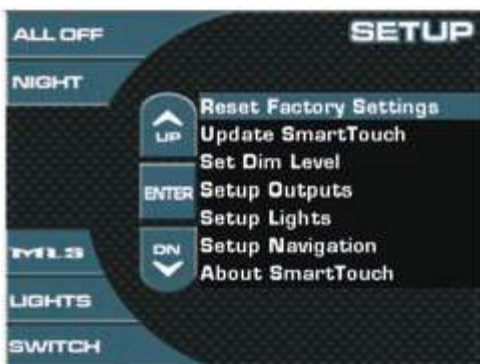 ALL OFF
SETUP
NIGHT
UP
ENTER
DN
Reset Factory Settings
Update SmartTouch
Set Dim Level
Setup Outputs
Setup Lights
Setup Navigation
About SmartTouch
MLS
LIGHTS
SWITCH